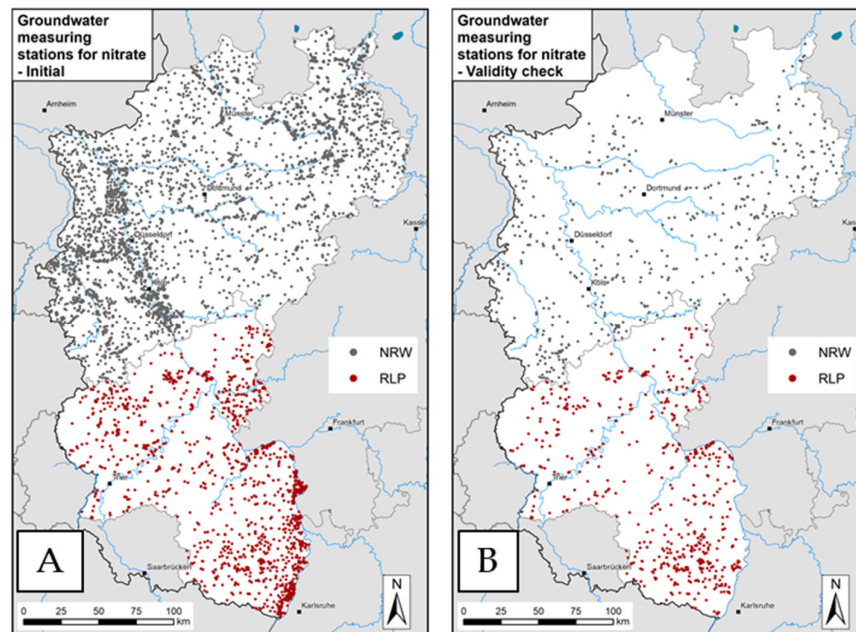 Groundwater
measuring
stations for nitrate
- Initial
Arnheim
Münster
Dortmund
Kassel
Düsseldorf
Köln
NRW
RLP
Frankfurt
Trier
Saarbrücken
Karlsruhe
A
N
0 25 50 75 100
km
Groundwater
measuring
stations for nitrate
- Validity check
Arnheim
Münster
Dortmund
Kassel
Düsseldorf
Köln
NRW
RLP
Frankfurt
Trier
Saarbrücken
Karlsruhe
B
N
0 25 50 75 100
km